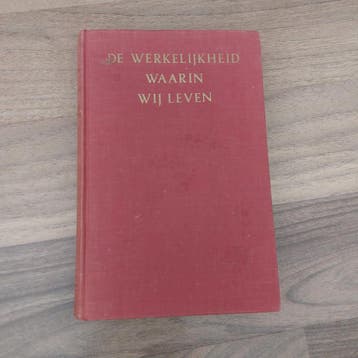 DE WERKELIJKHEID
WAARIN
WIJ LEVEN